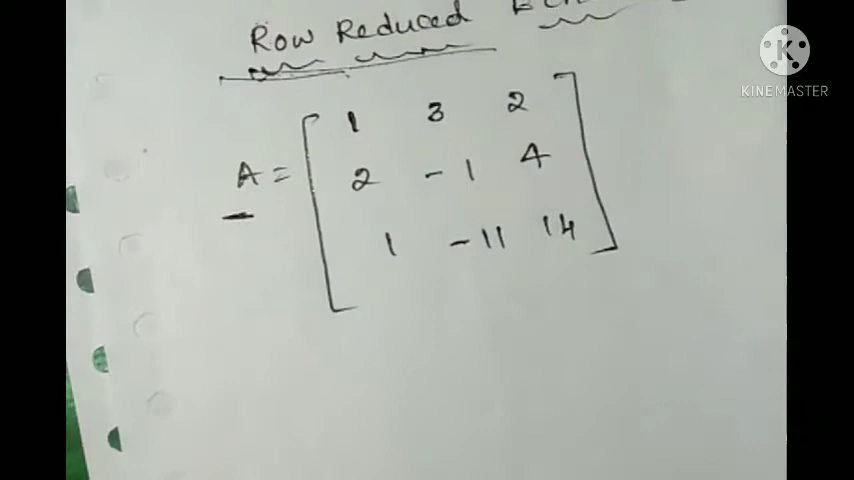 Row Reduced
A = [ 1 3 2
2 -1 4
1 -11 14 ]
K
KINEMASTER